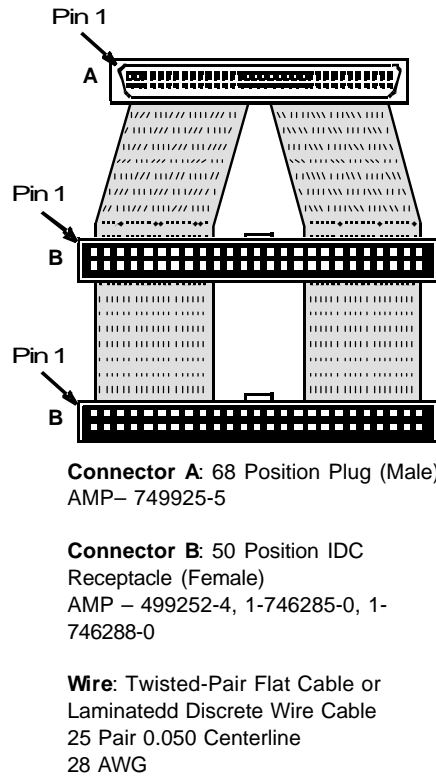 Pin 1
A
Pin 1
B
Pin 1
B
Connector A: 68 Position Plug (Male)
AMP– 749925-5
Connector B: 50 Position IDC
Receptacle (Female)
AMP – 499252-4, 1-746285-0, 1-
746288-0
Wire: Twisted-Pair Flat Cable or
Laminatedd Discrete Wire Cable
25 Pair 0.050 Centerline
28 AWG